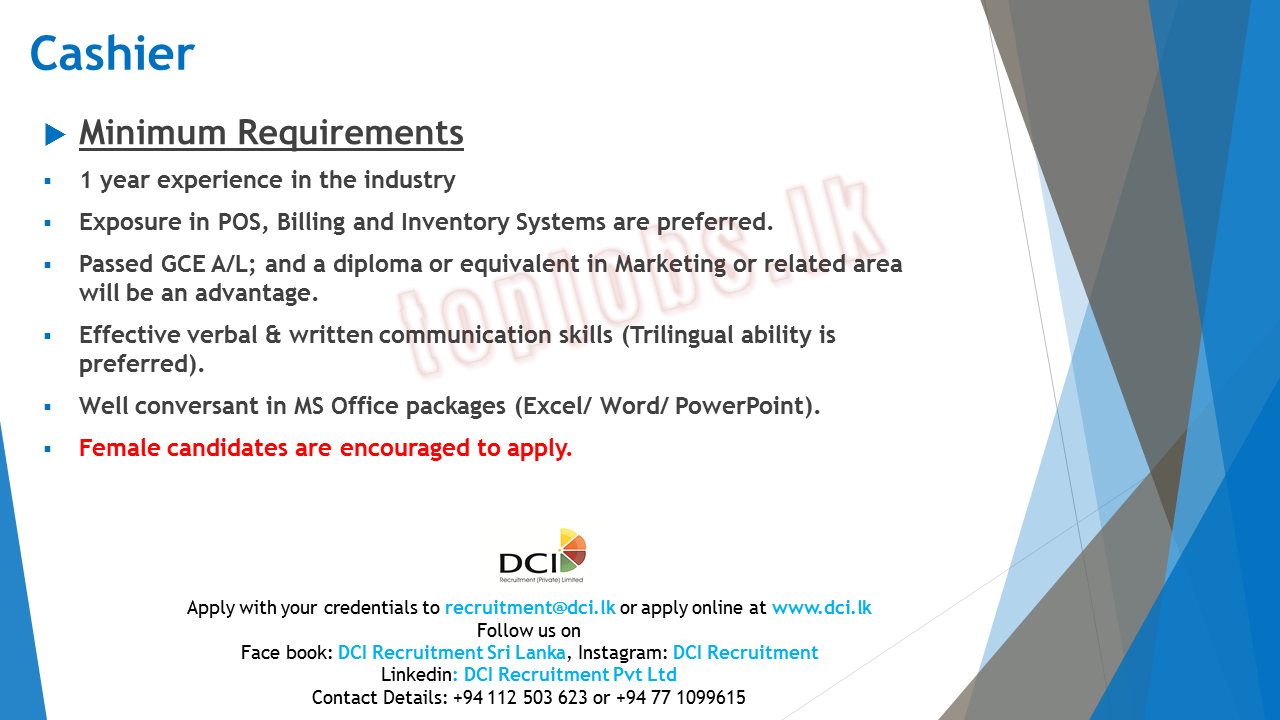 Cashier
Minimum Requirements
1 year experience in the industry
Exposure in POS, Billing and Inventory Systems are preferred.
Passed GCE A/L; and a diploma or equivalent in Marketing or related area
will be an advantage.
Effective verbal & written communication skills (Trilingual ability is
preferred).
Well conversant in MS Office packages (Excel/ Word/ PowerPoint).
Female candidates are encouraged to apply.
topjobs.lk
DCI
Recruitment (Private) Limited
Apply with your credentials to recruitment@dci.lk or apply online at www.dci.lk
Follow us on
Face book: DCI Recruitment Sri Lanka, Instagram: DCI Recruitment
Linkedin: DCI Recruitment Pvt Ltd
Contact Details: +94 112 503 623 or +94 77 1099615